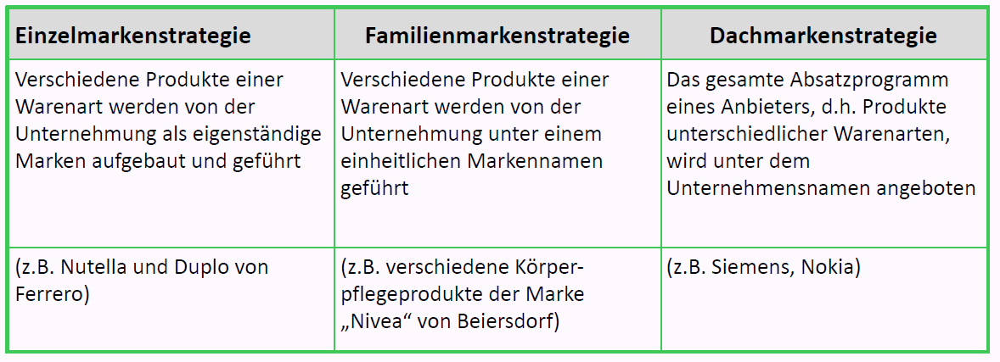 Einzelmarkenstrategie
Familienmarkenstrategie
Dachmarkenstrategie
Verschiedene Produkte einer
Warenart werden von der
Unternehmung als eigenständige
Marken aufgebaut und geführt
Verschiedene Produkte einer
Warenart werden von der
Unternehmung unter einem
einheitlichen Markennamen
geführt
Das gesamte Absatzprogramm
eines Anbieters, d.h. Produkte
unterschiedlicher Warenarten,
wird unter dem
Unternehmensnamen angeboten
(z.B. Nutella und Duplo von
Ferrero)
(z.B. verschiedene Körper-
pflegeprodukte der Marke
„Nivea“ von Beiersdorf)
(z.B. Siemens, Nokia)